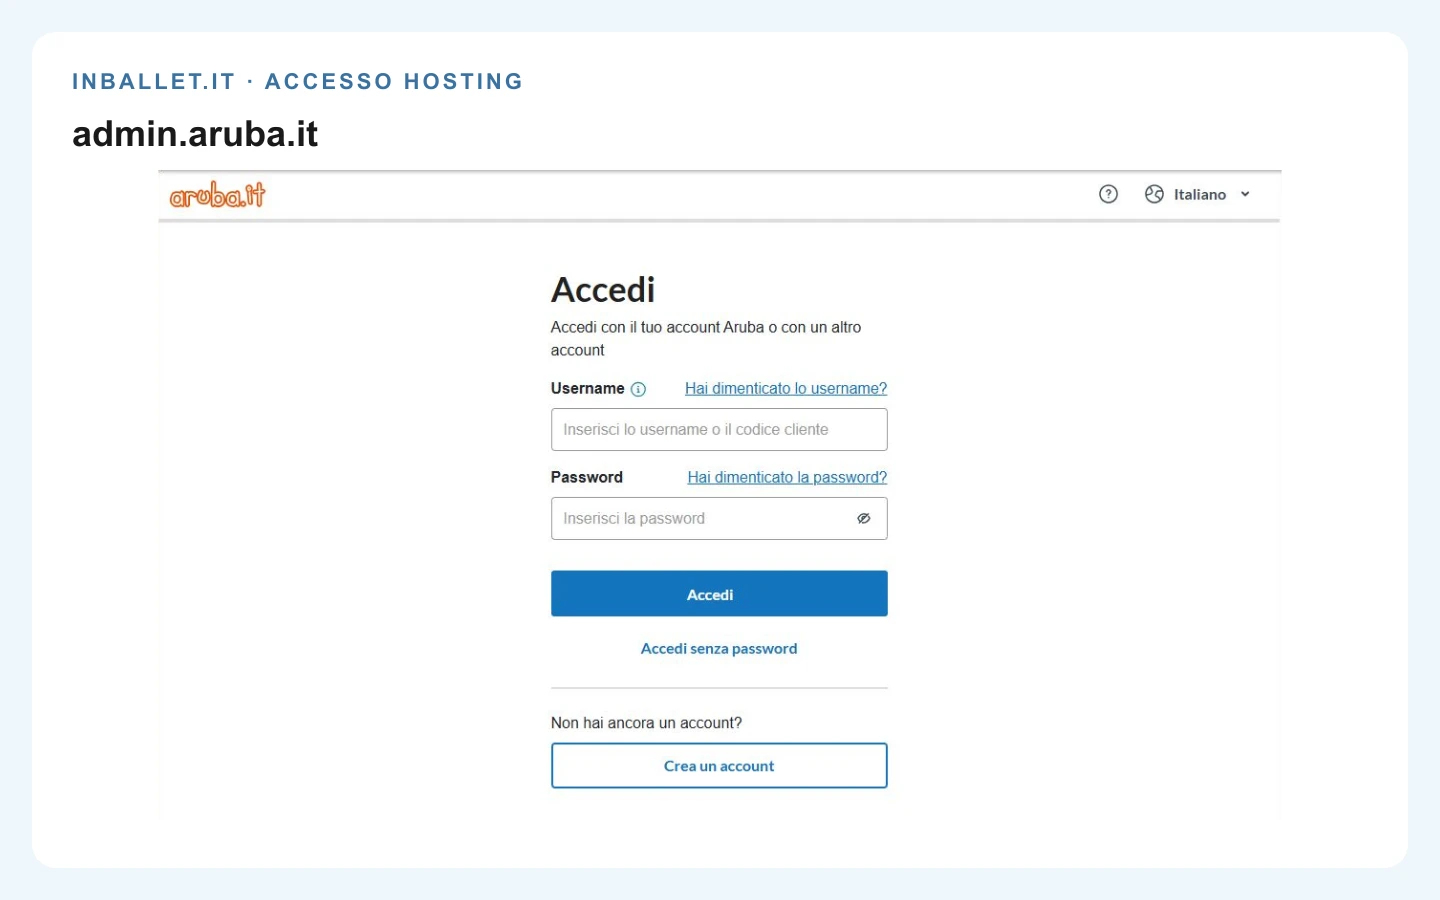 INBALLET.IT · ACCESSO HOSTING
admin.aruba.it
aruba.it
Italiano
Accedi
Accedi con il tuo account Aruba o con un altro
account
Username Hai dimenticato lo username?
Inserisci lo username o il codice cliente
Password Hai dimenticato la password?
Inserisci la password
Accedi
Accedi senza password
Non hai ancora un account?
Crea un account